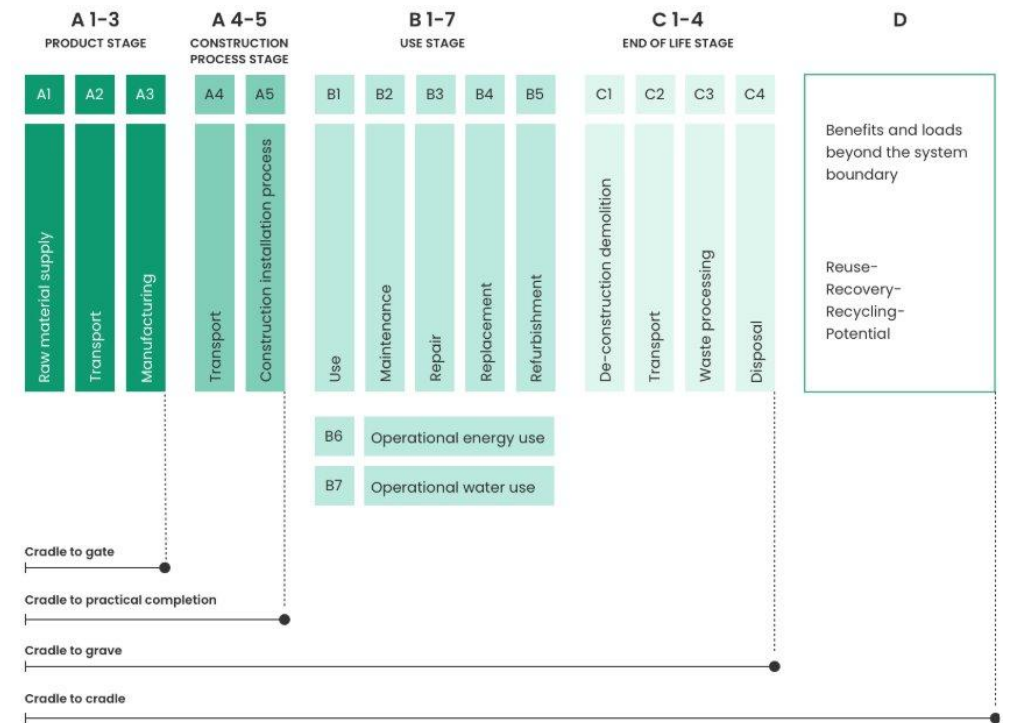 A 1-3
PRODUCT STAGE
A 4-5
CONSTRUCTION
PROCESS STAGE
B 1-7
USE STAGE
C 1-4
END OF LIFE STAGE
D
A1
A2
A3
A4
A5
B1
B2
B3
B4
B5
C1
C2
C3
C4
Raw material supply
Transport
Manufacturing
Transport
Construction installation process
Use
Maintenance
Repair
Replacement
Refurbishment
De-construction demolition
Transport
Waste processing
Disposal
Benefits and loads
beyond the system
boundary
Reuse-
Recovery-
Recycling-
Potential
B6
Operational energy use
B7
Operational water use
Cradle to gate
Cradle to practical completion
Cradle to grave
Cradle to cradle